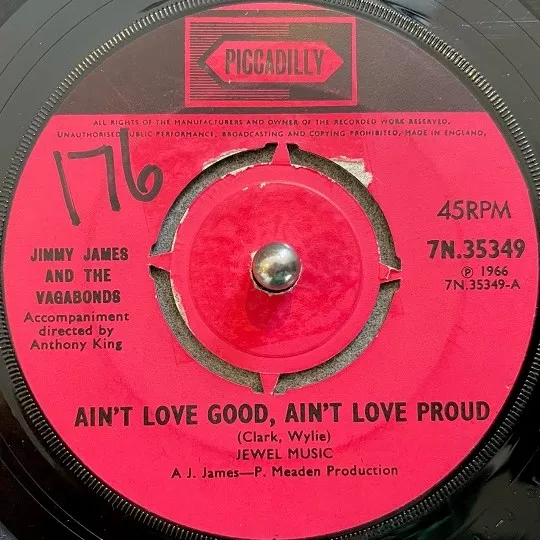 PICCADILLY
ALL RIGHTS OF THE MANUFACTURERS AND OWNER OF THE RECORDED WORK RESERVED.
UNAUTHORISED PUBLIC PERFORMANCE, BROADCASTING AND COPYING PROHIBITED, MADE IN ENGLAND,
176
45RPM
JIMMY JAMES
AND THE
VAGABONDS
Accompaniment
directed by
Anthony King
7N.35349
℗ 1966
7N.35349-A
AIN'T LOVE GOOD, AIN'T LOVE PROUD
(Clark, Wylie)
JEWEL MUSIC
A J. James—P. Meaden Production